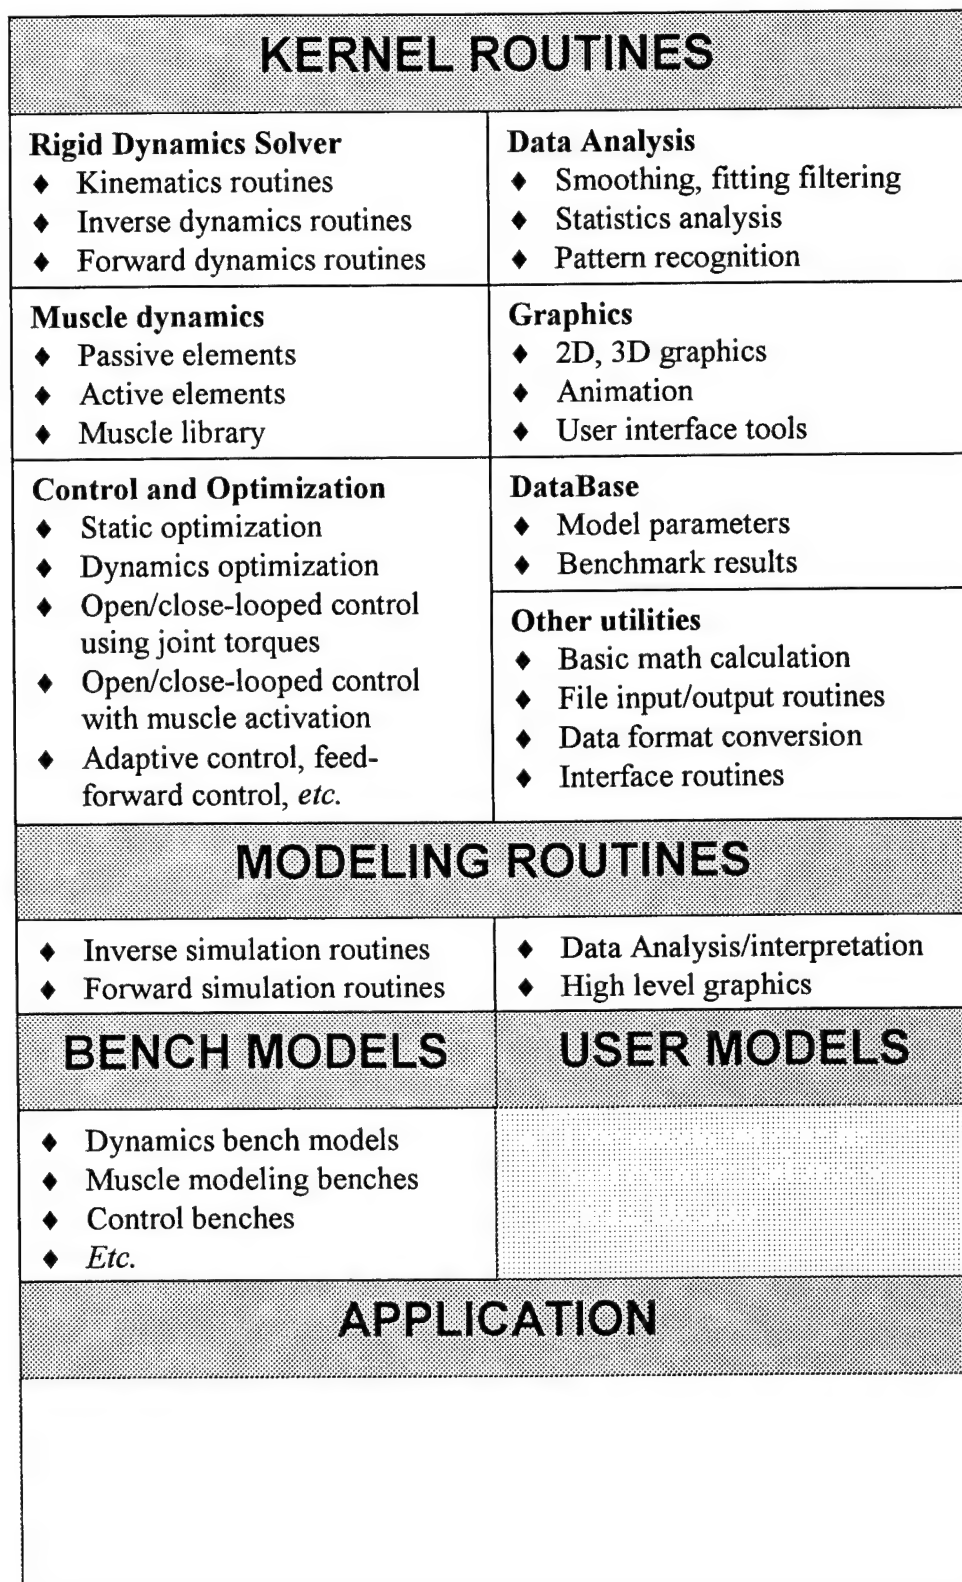 KERNEL ROUTINES
Rigid Dynamics Solver
♦ Kinematics routines
♦ Inverse dynamics routines
♦ Forward dynamics routines
Data Analysis
♦ Smoothing, fitting filtering
♦ Statistics analysis
♦ Pattern recognition
Muscle dynamics
♦ Passive elements
♦ Active elements
♦ Muscle library
Graphics
♦ 2D, 3D graphics
♦ Animation
♦ User interface tools
Control and Optimization
♦ Static optimization
♦ Dynamics optimization
♦ Open/close-looped control
using joint torques
♦ Open/close-looped control
with muscle activation
♦ Adaptive control, feed-
forward control, etc.
DataBase
♦ Model parameters
♦ Benchmark results
Other utilities
♦ Basic math calculation
♦ File input/output routines
♦ Data format conversion
♦ Interface routines
MODELING ROUTINES
♦ Inverse simulation routines
♦ Forward simulation routines
♦ Data Analysis/interpretation
♦ High level graphics
BENCH MODELS
♦ Dynamics bench models
♦ Muscle modeling benches
♦ Control benches
♦ Etc.
USER MODELS
APPLICATION